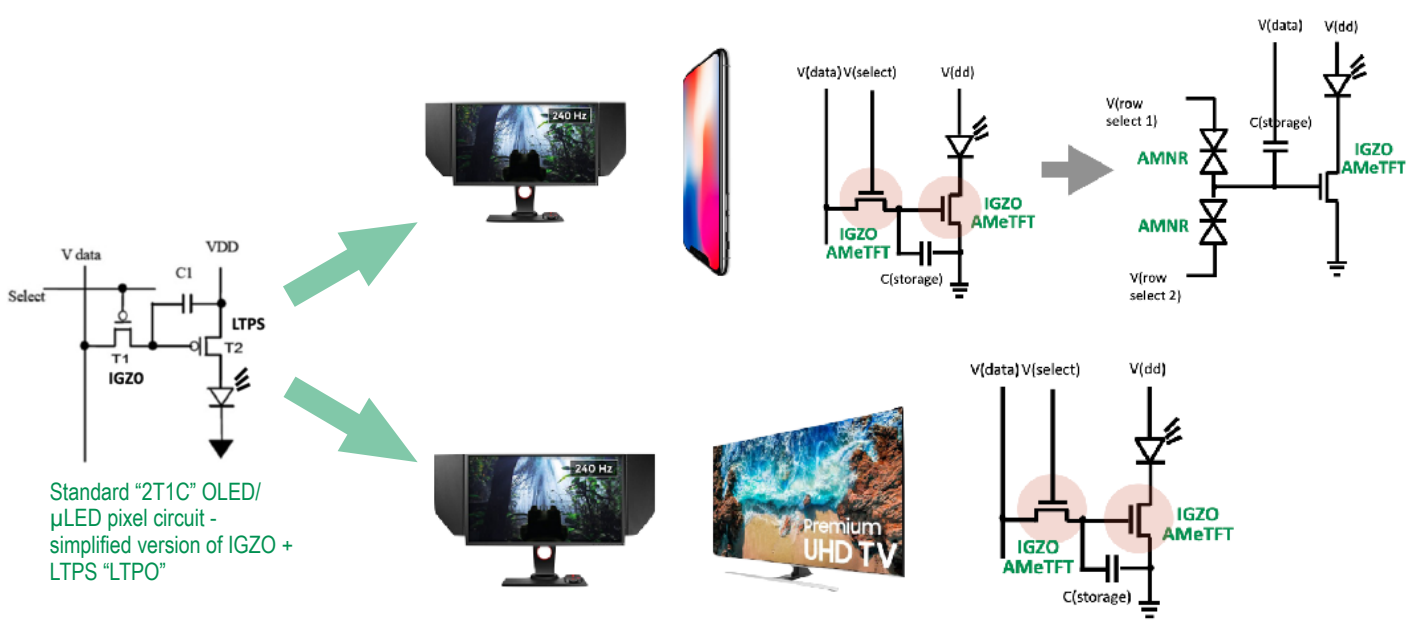 V data
VDD
C1
Select
LTPS
T2
T1
IGZO
Standard “2T1C” OLED/
µLED pixel circuit -
simplified version of IGZO +
LTPS “LTPO”
240 Hz
V(data) V(select)
V(dd)
IGZO
AMeTFT
IGZO
AMeTFT
C(storage)
V(data)
V(dd)
V(row
select 1)
C(storage)
AMNR
IGZO
AMeTFT
AMNR
V(row
select 2)
240 Hz
Premium
UHD TV
V(data) V(select)
V(dd)
IGZO
AMeTFT
IGZO
AMeTFT
C(storage)